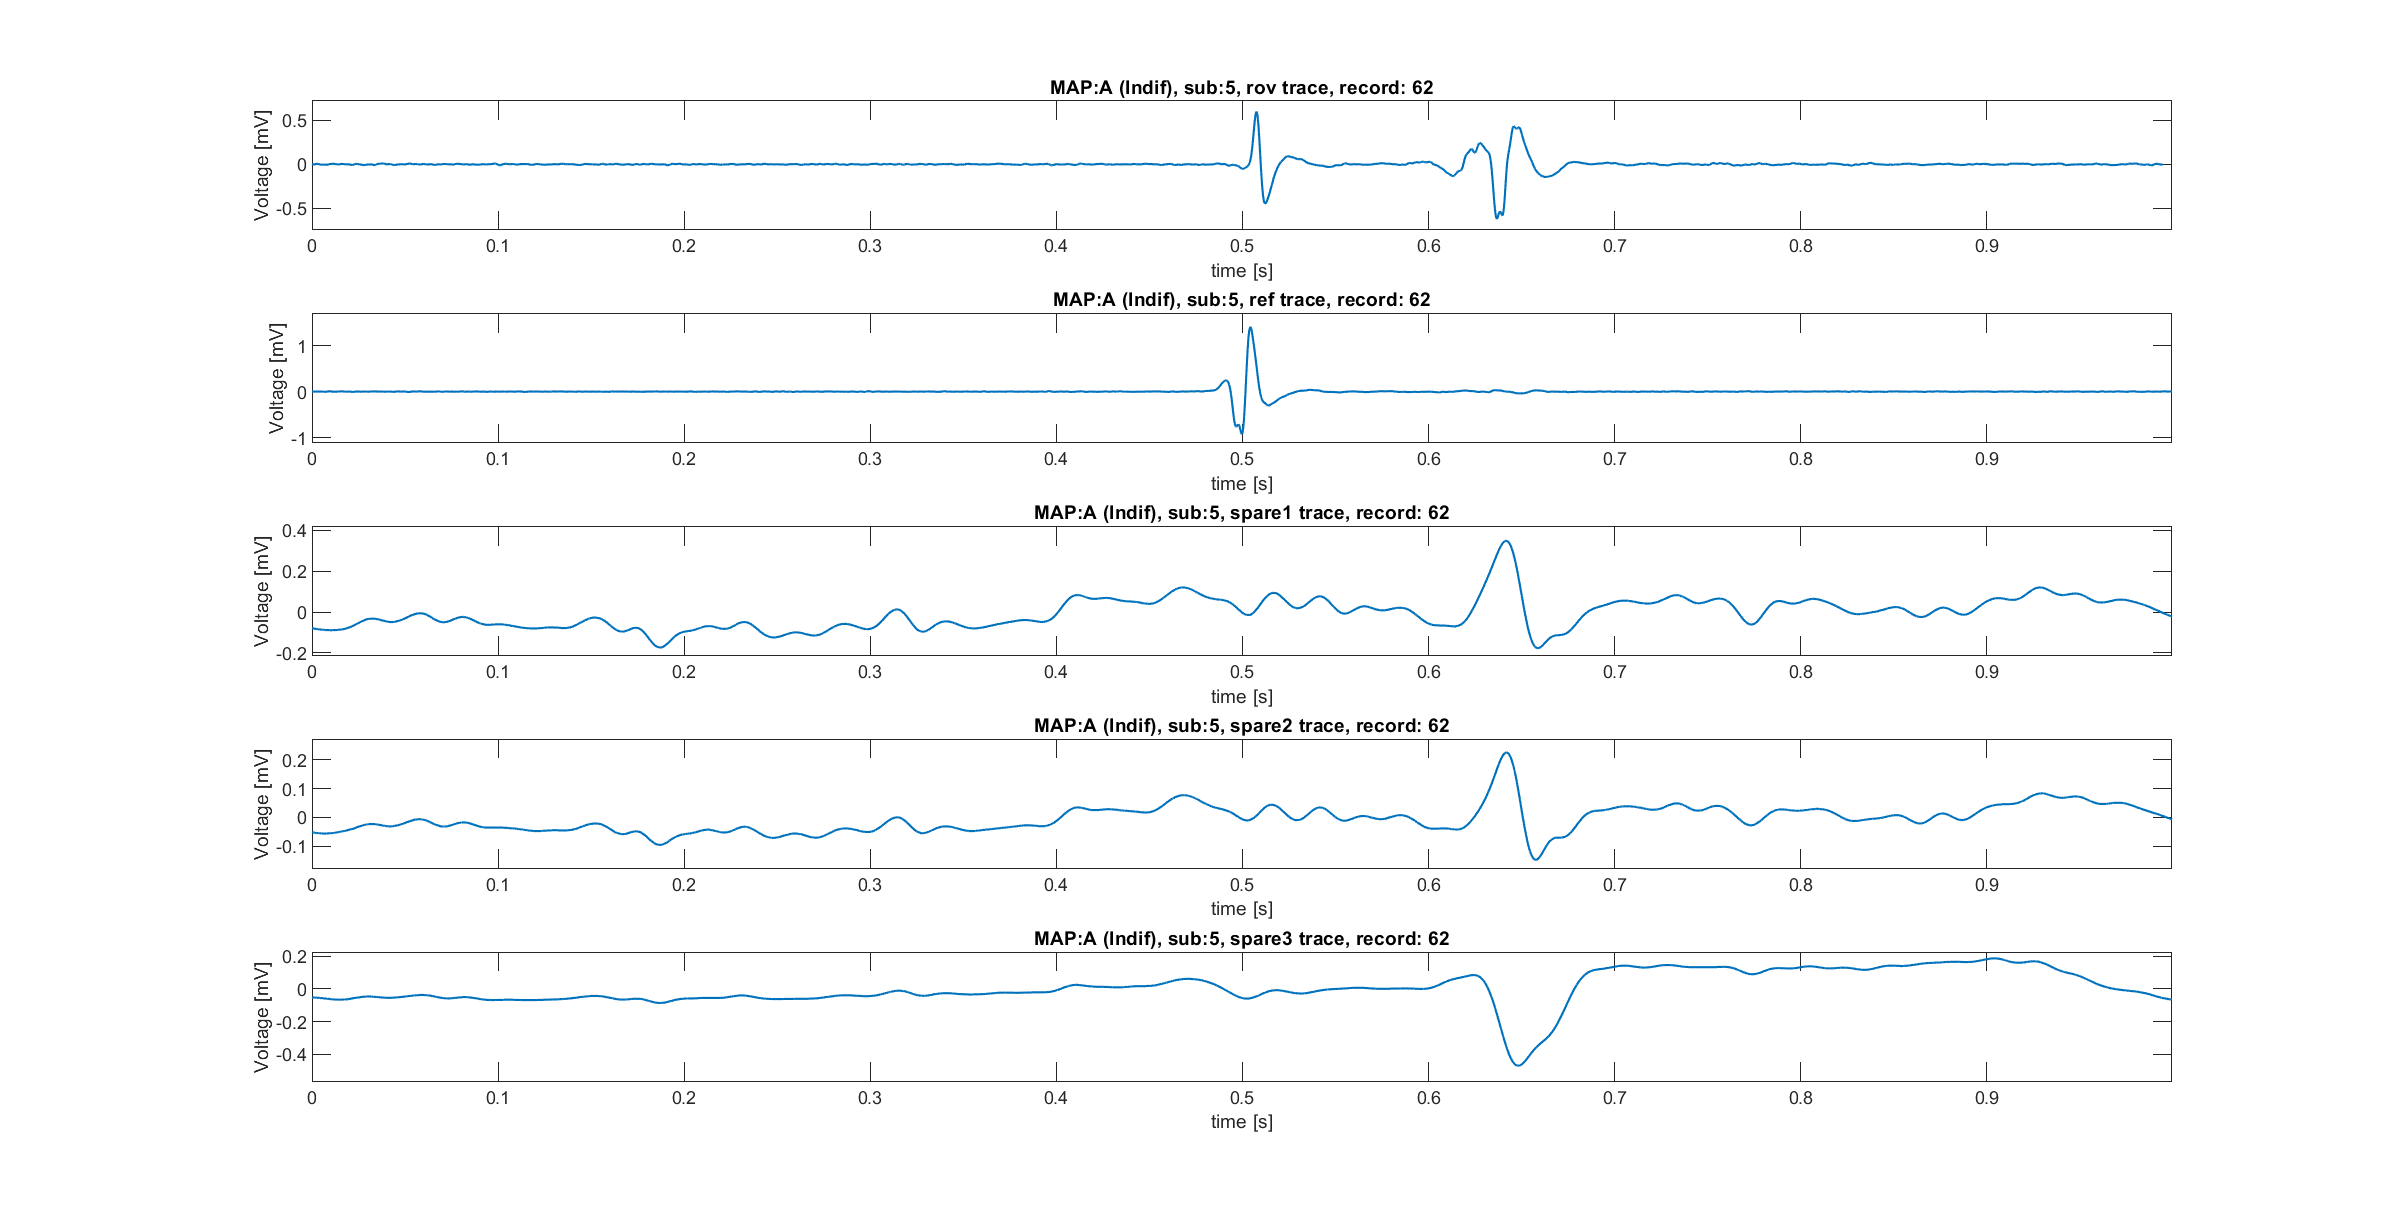 MAP:A (Indif), sub:5, rov trace, record: 62
Voltage [mV]
0.5
0
-0.5
0 0.1 0.2 0.3 0.4 0.5 0.6 0.7 0.8 0.9
time [s]
MAP:A (Indif), sub:5, ref trace, record: 62
Voltage [mV]
1
0
-1
0 0.1 0.2 0.3 0.4 0.5 0.6 0.7 0.8 0.9
time [s]
MAP:A (Indif), sub:5, spare1 trace, record: 62
Voltage [mV]
0.4
0.2
0
-0.2
0 0.1 0.2 0.3 0.4 0.5 0.6 0.7 0.8 0.9
time [s]
MAP:A (Indif), sub:5, spare2 trace, record: 62
Voltage [mV]
0.2
0.1
0
-0.1
0 0.1 0.2 0.3 0.4 0.5 0.6 0.7 0.8 0.9
time [s]
MAP:A (Indif), sub:5, spare3 trace, record: 62
Voltage [mV]
0.2
0
-0.2
-0.4
0 0.1 0.2 0.3 0.4 0.5 0.6 0.7 0.8 0.9
time [s]